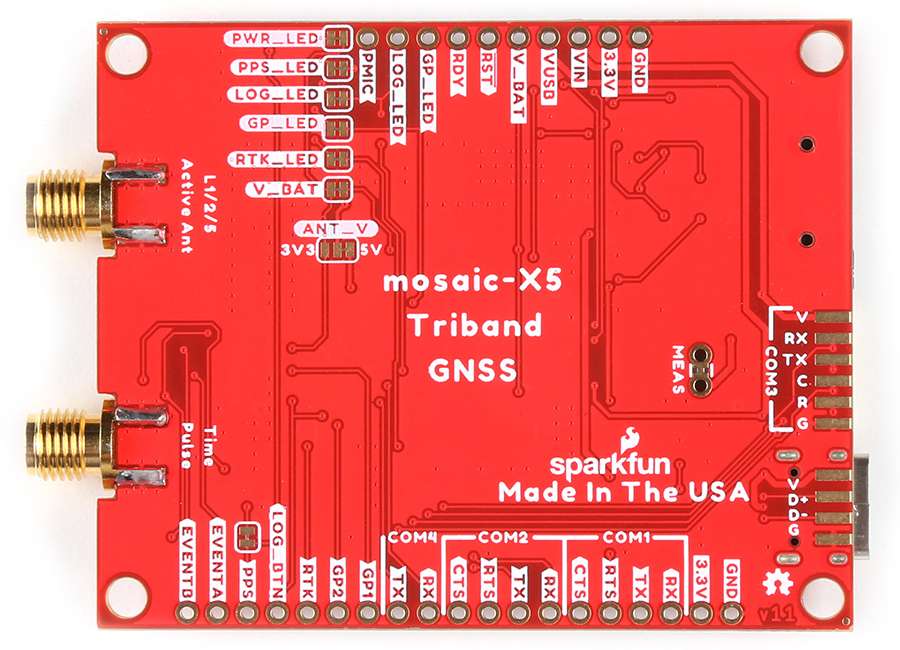 PWR_LED
PPS_LED
LOG_LED
GP_LED
RTK_LED
V_BAT
PMIC
LOG_LED
GP_LED
RDY
RST
V_BAT
VUSB
VIN
3.3V
GND
L1/2/5
Active Ant
ANT_V
3V3 5V
mosaic-X5
Triband
GNSS
MEAS
COM3
V
RX
TX
C
R
G
Time
Pulse
sparkfun
Made In The USA
V
D+
D-
G
COM4 COM2 COM1
EVENTB
EVENTA
PPS
LOG_BTN
RTK
GP2
GP1
TX
RX
CTS
RTS
TX
RX
CTS
RTS
TX
RX
3.3V
GND
v11